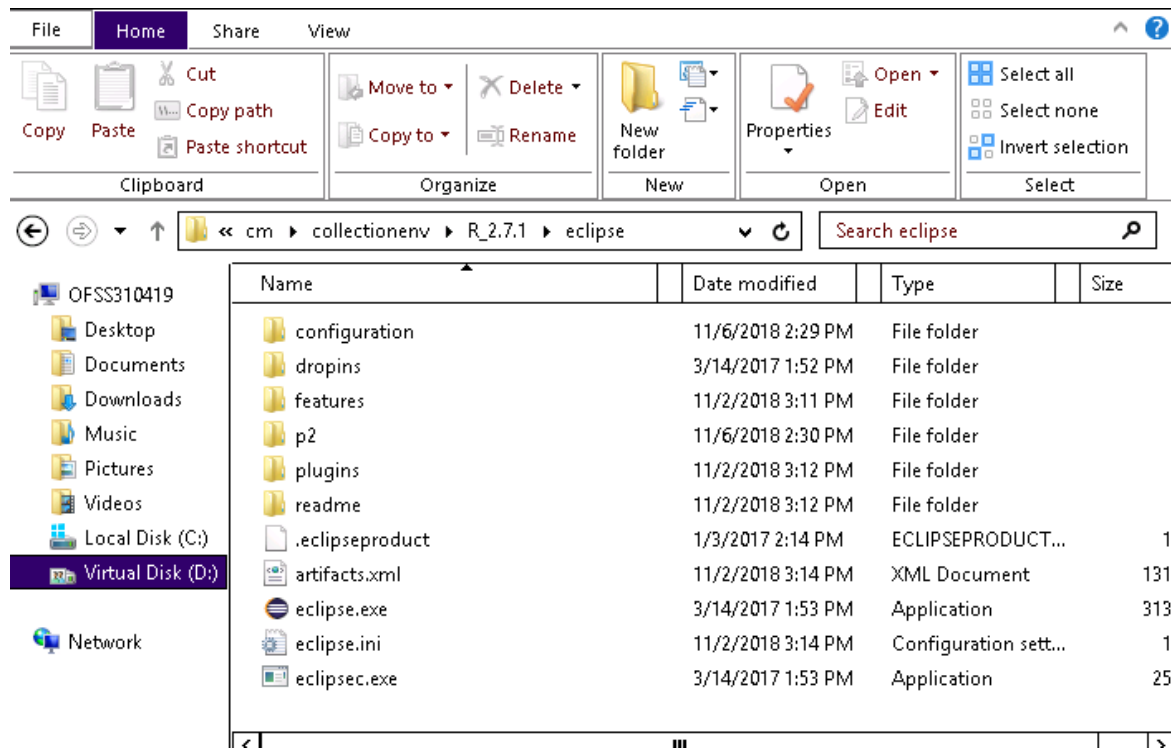 File Home Share View
Cut
Copy path
Paste shortcut
Copy Paste
Clipboard
Move to Delete
Copy to Rename
Organize
New folder
New
Properties
Open
Edit
Open
Select all
Select none
Invert selection
Select
« cm collectionenv R_2.7.1 eclipse Search eclipse
OFSS310419
Desktop
Documents
Downloads
Music
Pictures
Videos
Local Disk (C:)
Virtual Disk (D:)
Network
Name Date modified Type Size
configuration 11/6/2018 2:29 PM File folder
dropins 3/14/2017 1:52 PM File folder
features 11/2/2018 3:11 PM File folder
p2 11/6/2018 2:30 PM File folder
plugins 11/2/2018 3:12 PM File folder
readme 11/2/2018 3:12 PM File folder
.eclipseproduct 1/3/2017 2:14 PM ECLIPSEPRODUCT... 1
artifacts.xml 11/2/2018 3:14 PM XML Document 131
eclipse.exe 3/14/2017 1:53 PM Application 313
eclipse.ini 11/2/2018 3:14 PM Configuration sett... 1
eclipsec.exe 3/14/2017 1:53 PM Application 25